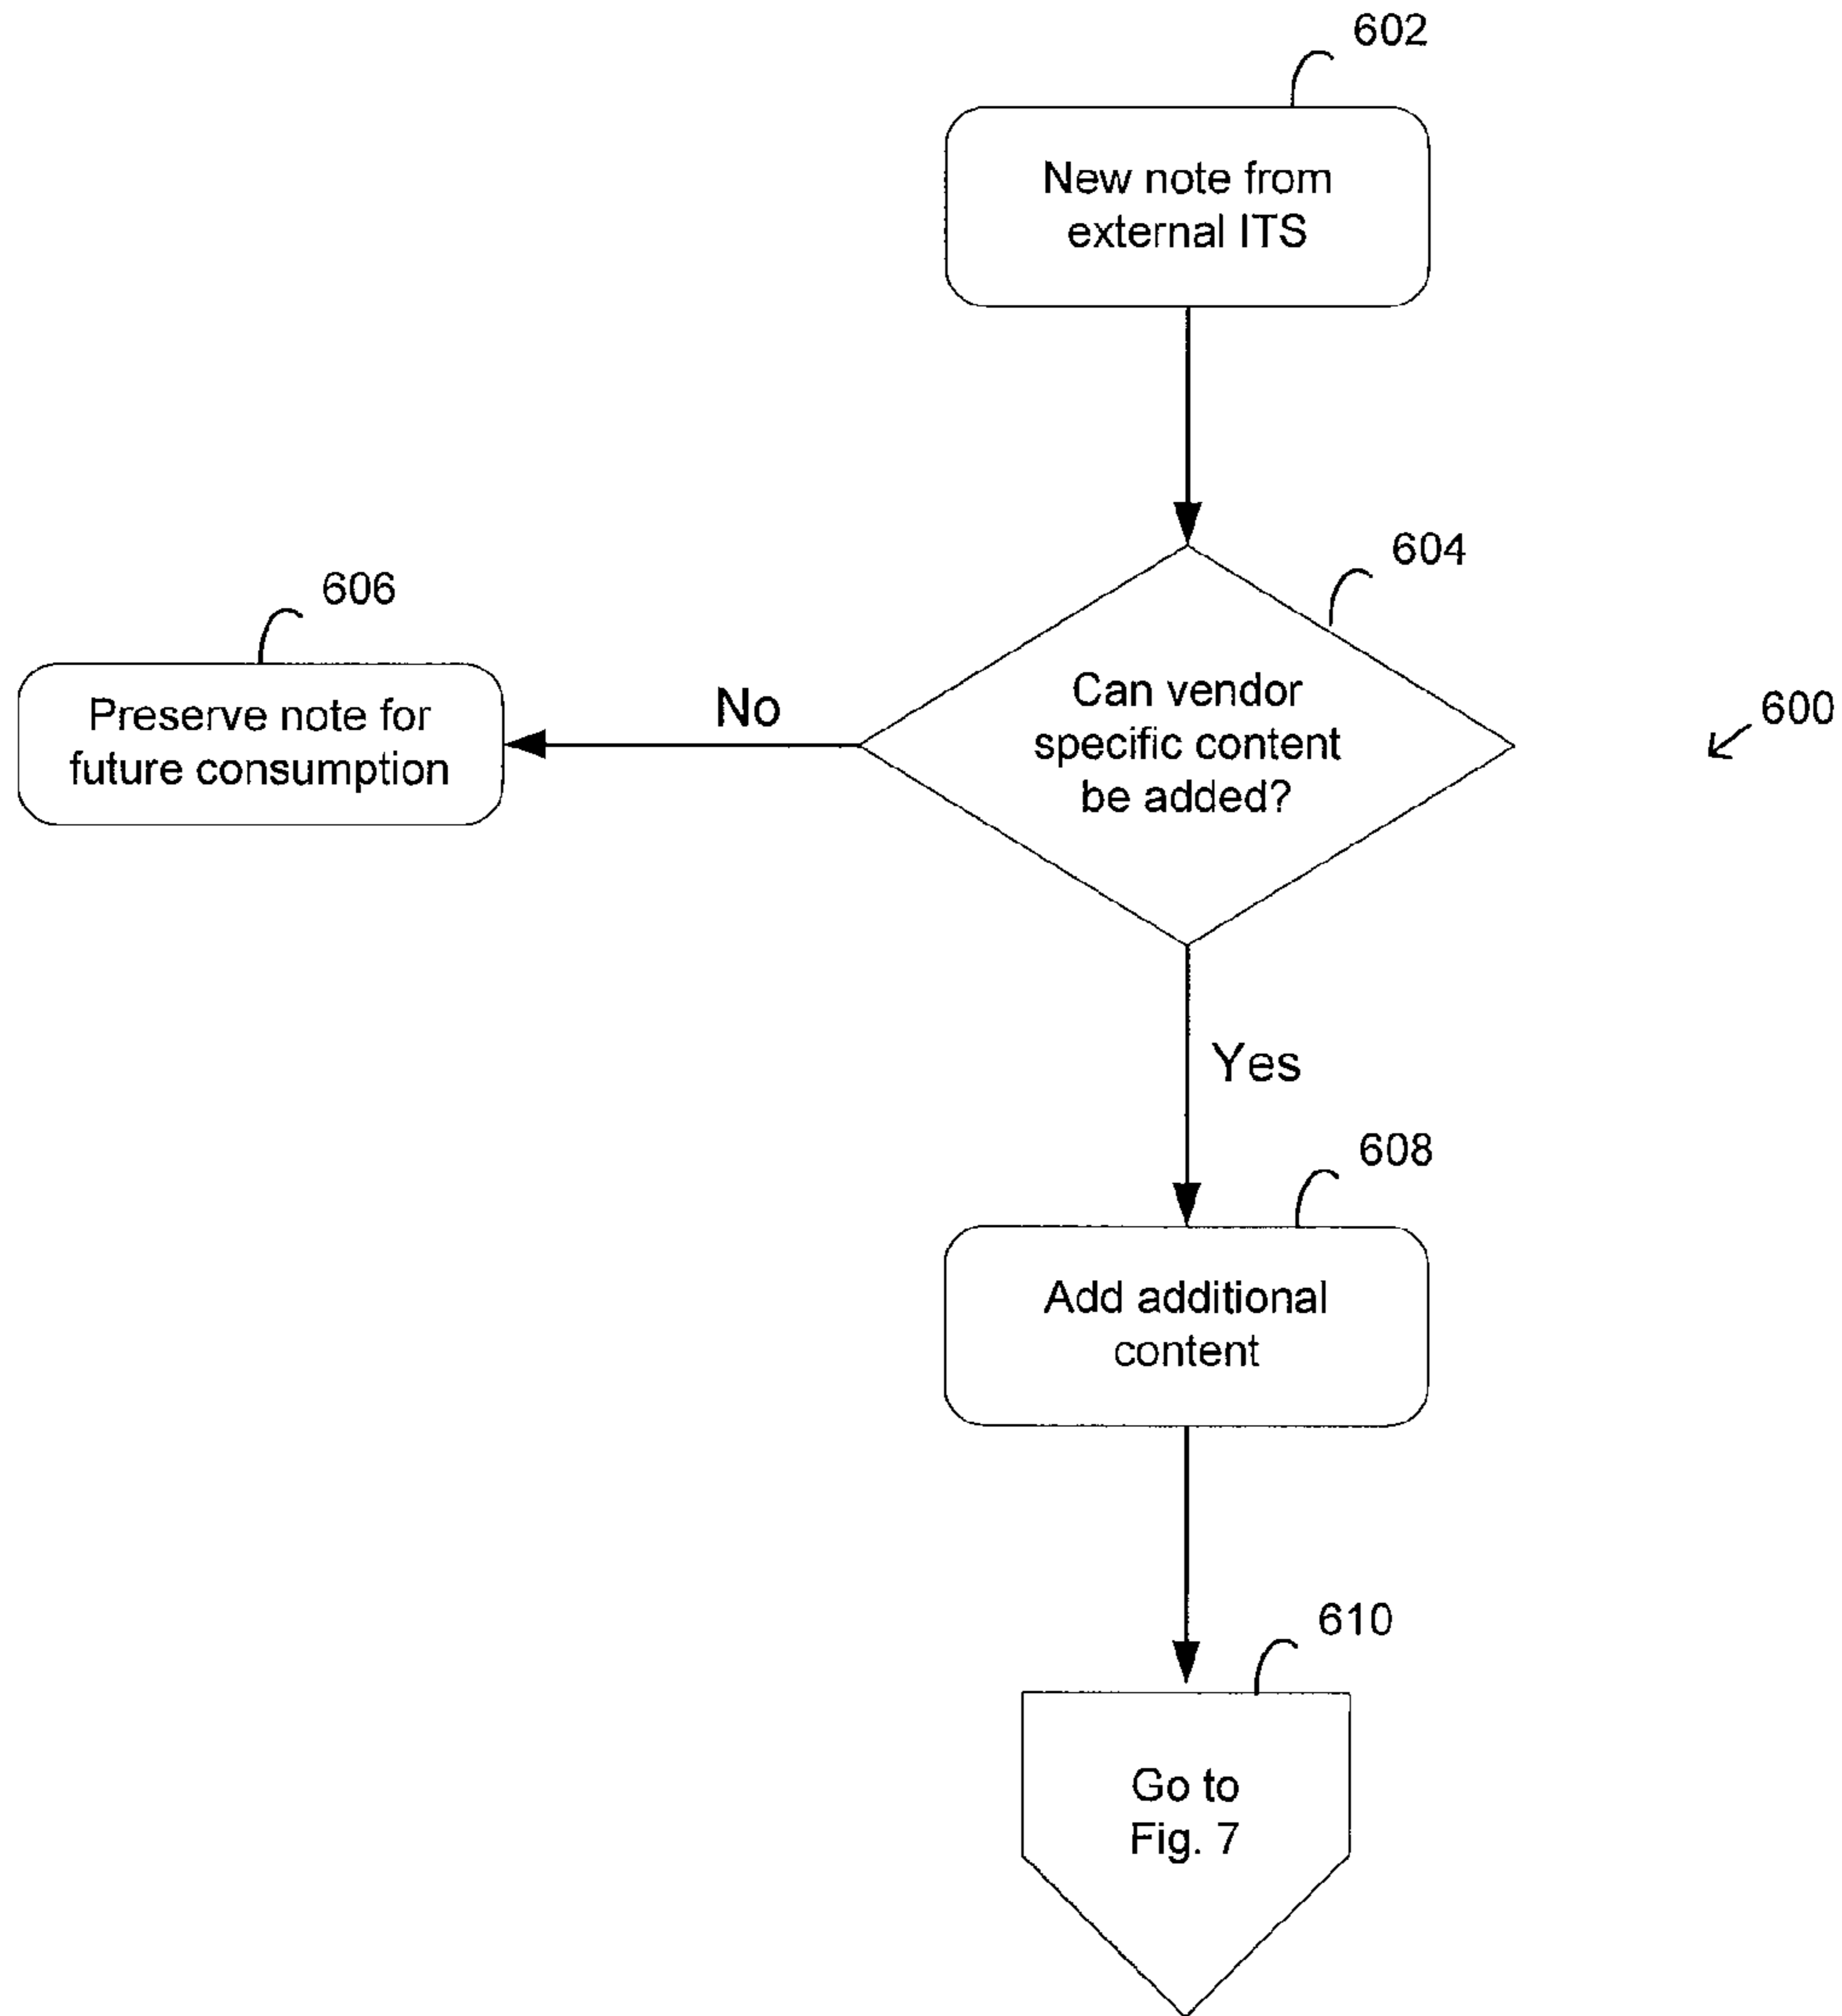 602
New note from
external ITS
604
606
Can vendor
specific content
be added?
No
Preserve note for
future consumption
600
Yes
608
Add additional
content
610
Go to
Fig. 7